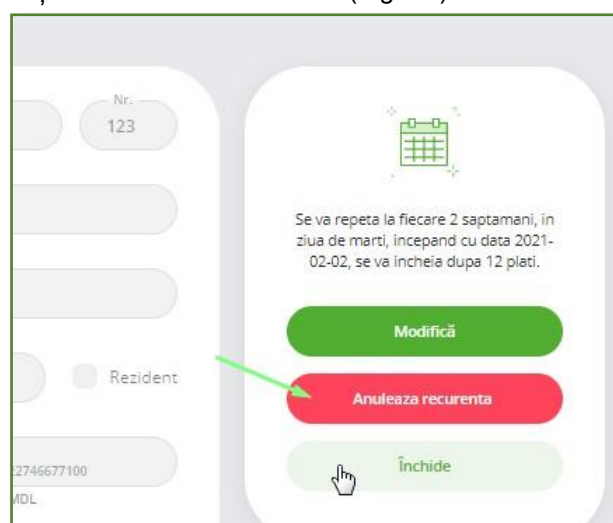 Nr.
123
Rezident
22746677100
MDL
Se va repeta la fiecare 2 saptamani, in
ziua de marti, incepand cu data 2021-
02-02, se va incheia dupa 12 plati.
Modifică
Anuleaza recurenta
Închide